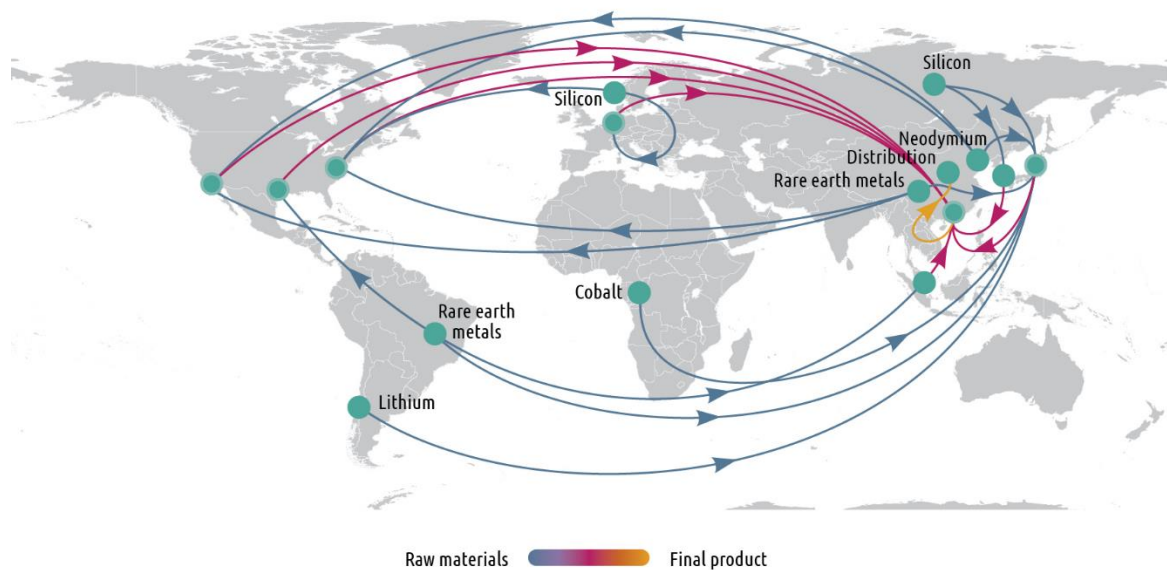 Silicon
Silicon
Neodymium
Distribution
Rare earth metals
Cobalt
Rare earth
metals
Lithium
Raw materials
Final product